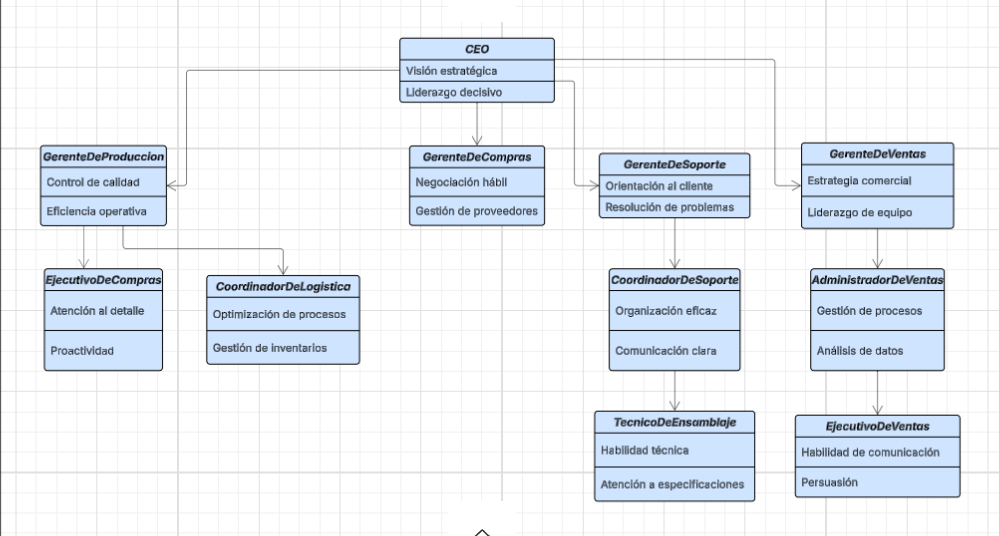 CEO
Visión estratégica
Liderazgo decisivo
GerenteDeProduccion
Control de calidad
Eficiencia operativa
GerenteDeCompras
Negociación hábil
Gestión de proveedores
GerenteDeSoporte
Orientación al cliente
Resolución de problemas
GerenteDeVentas
Estrategia comercial
Liderazgo de equipo
EjecutivoDeCompras
Atención al detalle
Proactividad
CoordinadorDeLogistica
Optimización de procesos
Gestión de inventarios
CoordinadorDeSoporte
Organización eficaz
Comunicación clara
AdministradorDeVentas
Gestión de procesos
Análisis de datos
TecnicoDeEnsamblaje
Habilidad técnica
Atención a especificaciones
EjecutivoDeVentas
Habilidad de comunicación
Persuasión